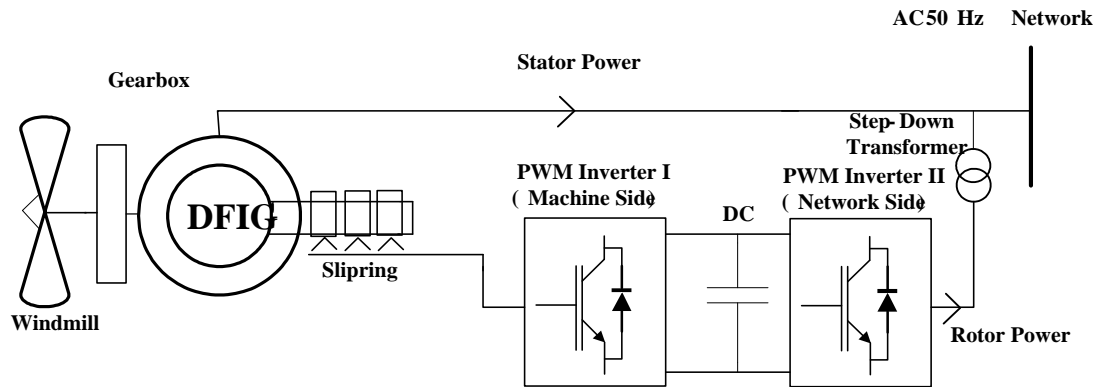 AC50 Hz Network
Gearbox
Stator Power
Step-Down
Transformer
PWM Inverter I
( Machine Side)
PWM Inverter II
( Network Side)
DC
DFIG
Slipring
Windmill
Rotor Power